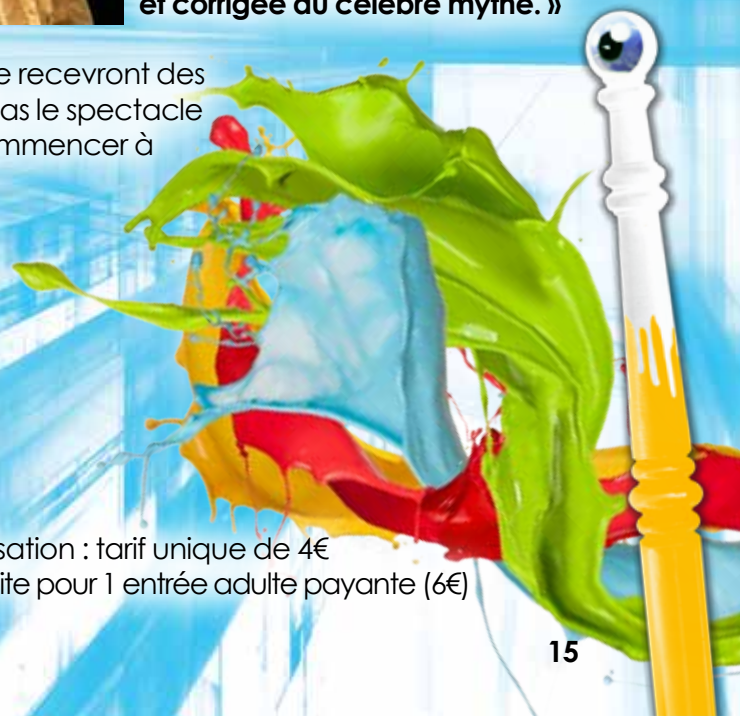 et corrigée du célèbre mythe. »
e recevront des
as le spectacle
mmencer à
sation : tarif unique de 4€
ite pour 1 entrée adulte payante (6€)
15